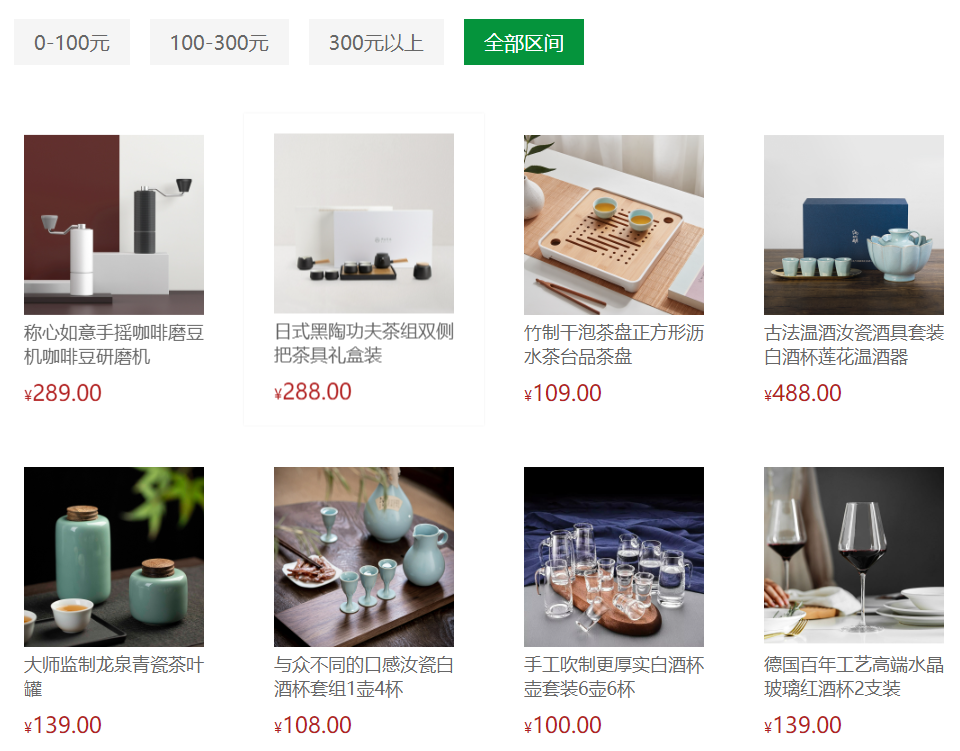 0-100元
100-300元
300元以上
全部区间
称心如意手摇咖啡磨豆
机咖啡豆研磨机
¥289.00
日式黑陶功夫茶组双侧
把茶具礼盒装
¥288.00
竹制干泡茶盘正方形沥
水茶台品茶盘
¥109.00
古法温酒汝瓷酒具套装
白酒杯莲花温酒器
¥488.00
大师监制龙泉青瓷茶叶
罐
¥139.00
与众不同的口感汝瓷白
酒杯套组1壶4杯
¥108.00
手工吹制更厚实白酒杯
壶套装6壶6杯
¥100.00
德国百年工艺高端水晶
玻璃红酒杯2支装
¥139.00